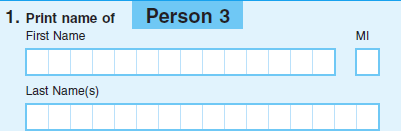 1. Print name of Person 3
First Name MI
Last Name(s)